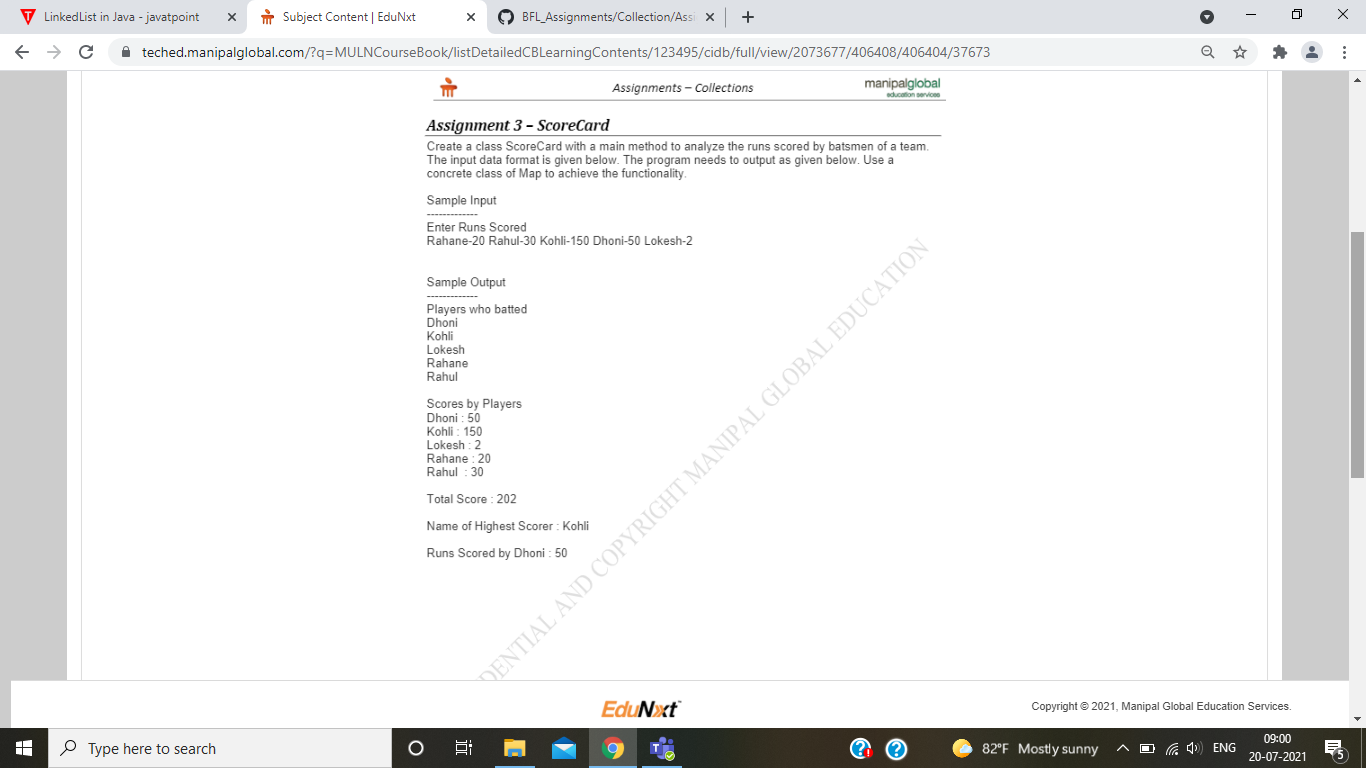 LinkedList in Java - javatpoint
Subject Content | EduNxt
BFL_Assignments/Collection/Assi
teched.manipalglobal.com/?q=MULNCourseBook/listDetailedCBLearningContents/123495/cidb/full/view/2073677/406408/406404/37673
Assignments – Collections
manipalglobal
education services
Assignment 3 – ScoreCard
Create a class ScoreCard with a main method to analyze the runs scored by batsmen of a team.
The input data format is given below. The program needs to output as given below. Use a
concrete class of Map to achieve the functionality.
Sample Input
-------------
Enter Runs Scored
Rahane-20 Rahul-30 Kohli-150 Dhoni-50 Lokesh-2
Sample Output
-------------
Players who batted
Dhoni
Kohli
Lokesh
Rahane
Rahul
Scores by Players
Dhoni : 50
Kohli : 150
Lokesh : 2
Rahane : 20
Rahul  : 30
Total Score : 202
Name of Highest Scorer : Kohli
Runs Scored by Dhoni : 50
DENTIAL AND COPYRIGHT MANIPAL GLOBAL EDUCATION
EduNxt
Copyright © 2021, Manipal Global Education Services.
Type here to search
82°F Mostly sunny
ENG
09:00
20-07-2021
5